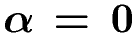 α = 0